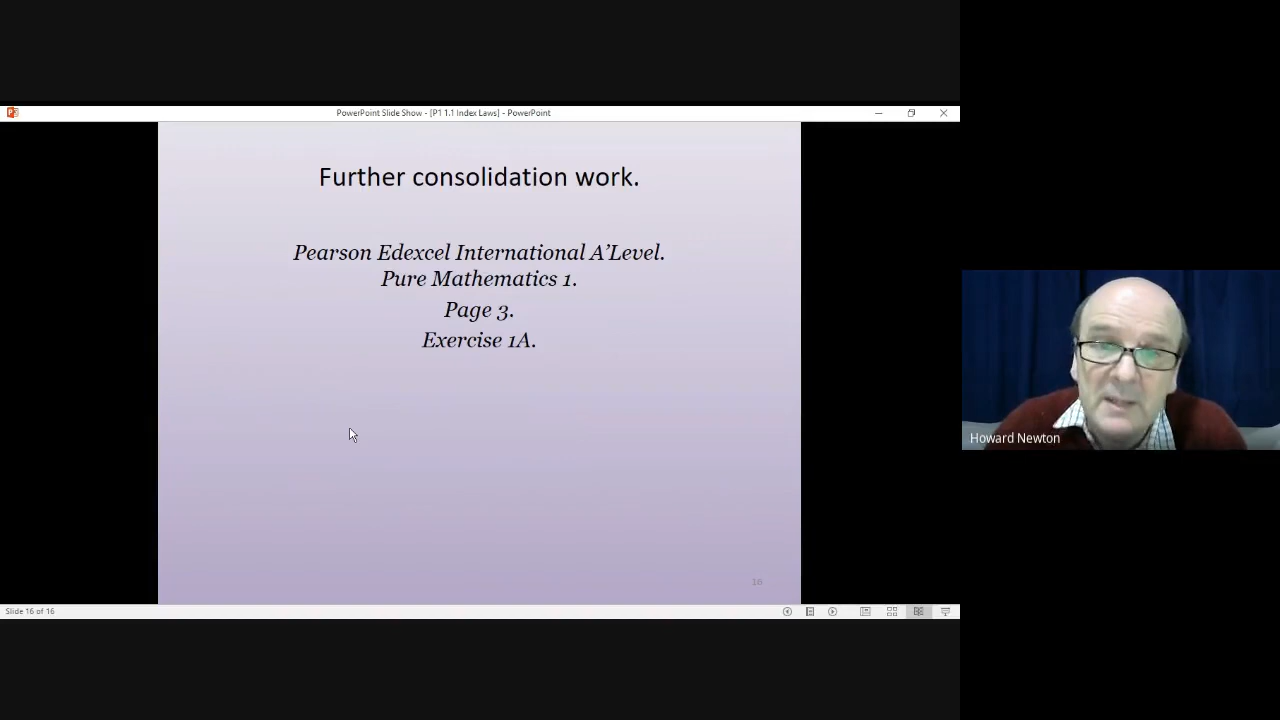 PowerPoint Slide Show - [P1 1.1 Index Laws] - PowerPoint
Further consolidation work.
Pearson Edexcel International A’Level.
Pure Mathematics 1.
Page 3.
Exercise 1A.
Howard Newton
16
Slide 16 of 16